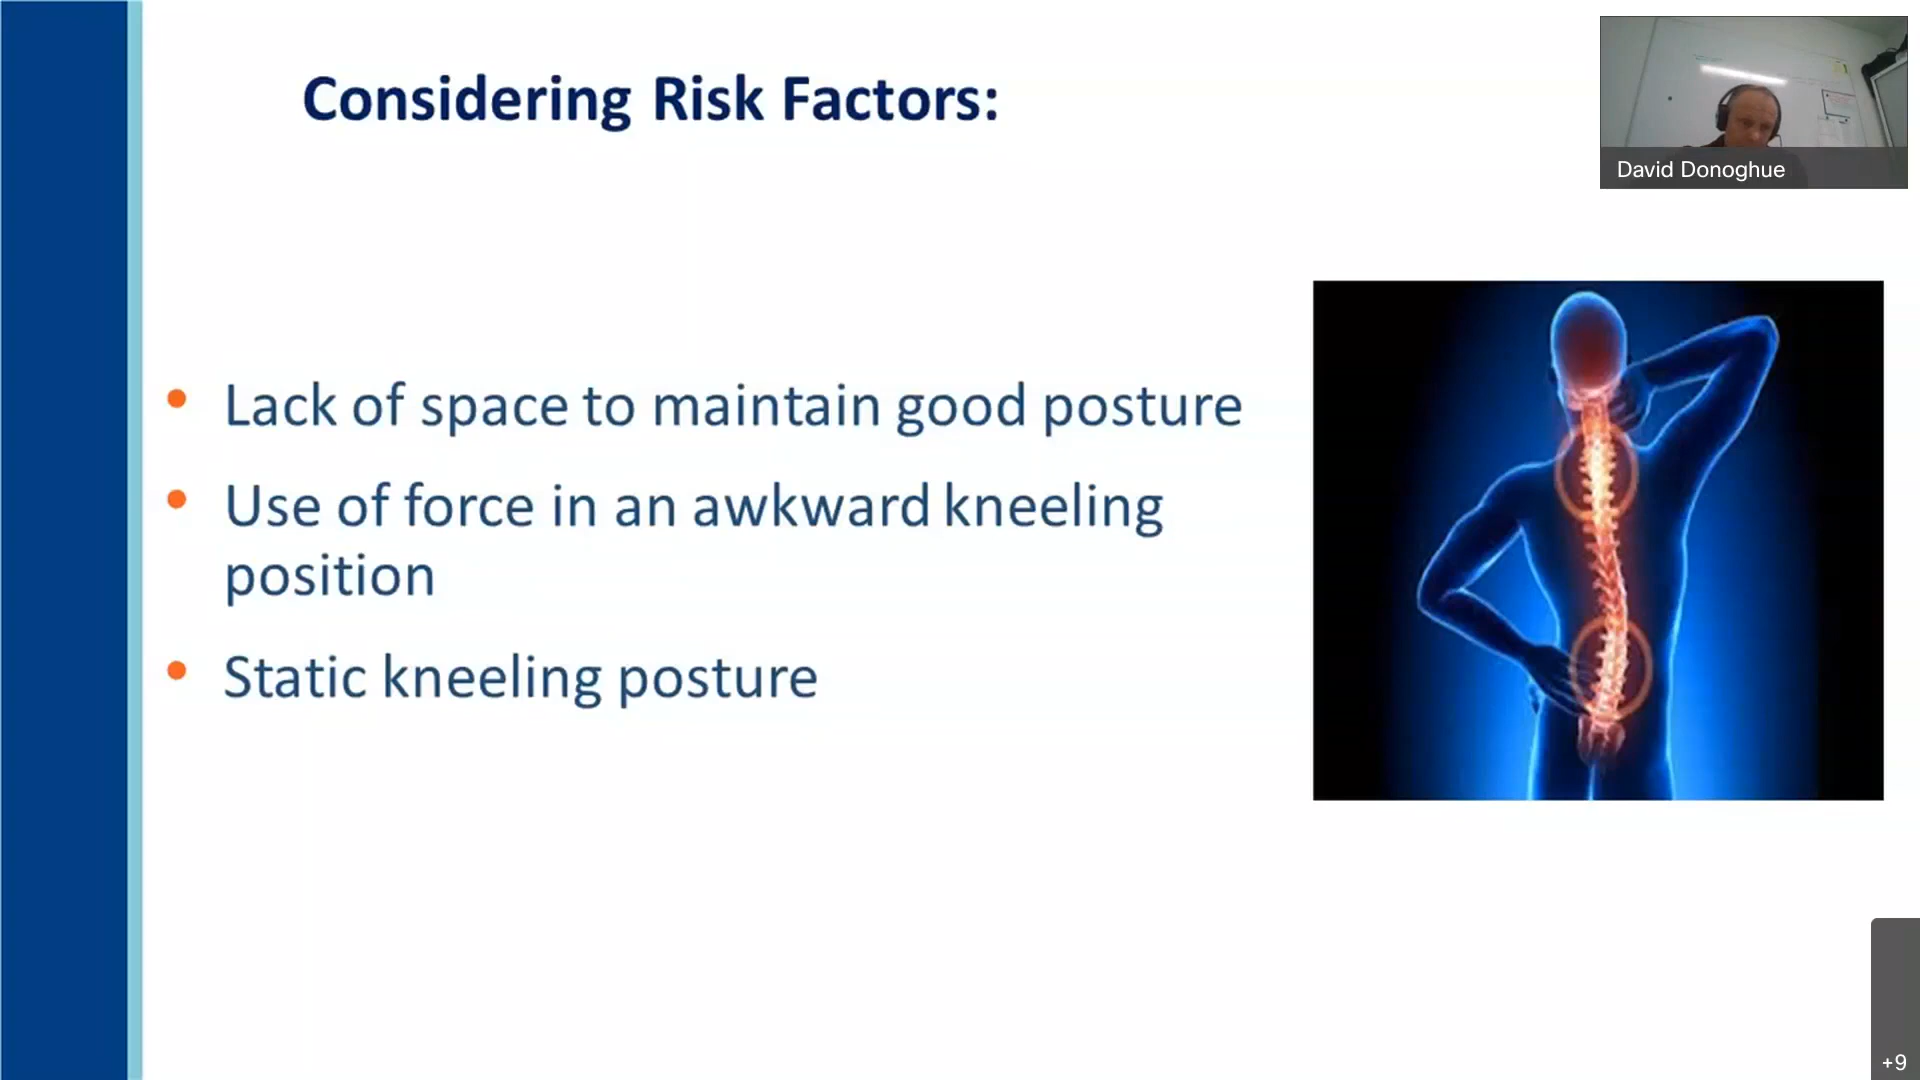 Considering Risk Factors:
David Donoghue
• Lack of space to maintain good posture
• Use of force in an awkward kneeling
position
• Static kneeling posture
+9